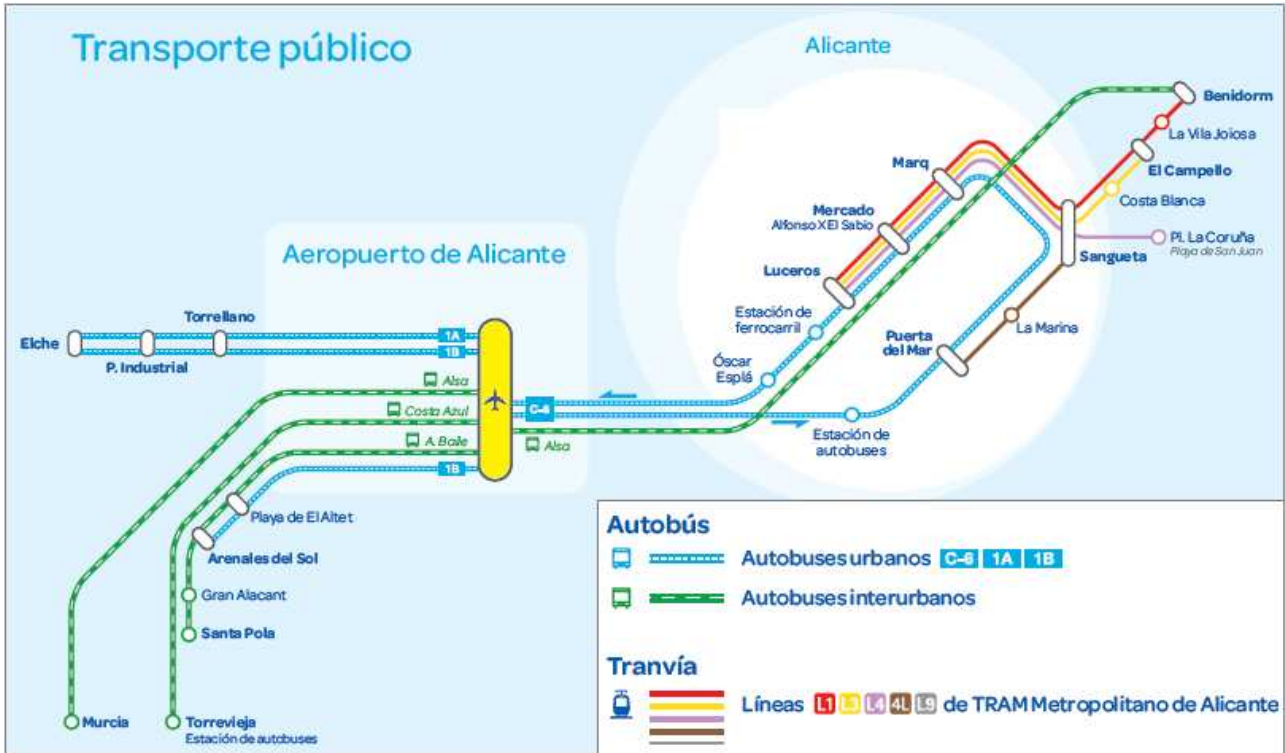 Transporte público
Alicante
Benidorm
La Vila Joiosa
El Campello
Costa Blanca
Pl. La Coruña
Playa de San Juan
Sangueta
Marq
Mercado
Alfonso X El Sabio
Luceros
Estación de
ferrocarril
Óscar
Esplá
Puerta
del Mar
La Marina
Estación de
autobuses
Aeropuerto de Alicante
Torrellano
Elche
P. Industrial
1A
1B
Alsa
Costa Azul
A. Baile
1B
C-6
Alsa
Playa de El Altet
Arenales del Sol
Gran Alacant
Santa Pola
Murcia
Torrevieja
Estación de autobuses
Autobús
Autobuses urbanos C-6 1A 1B
Autobuses interurbanos
Tranvía
Líneas L1 L3 L4 4L L9 de TRAM Metropolitano de Alicante